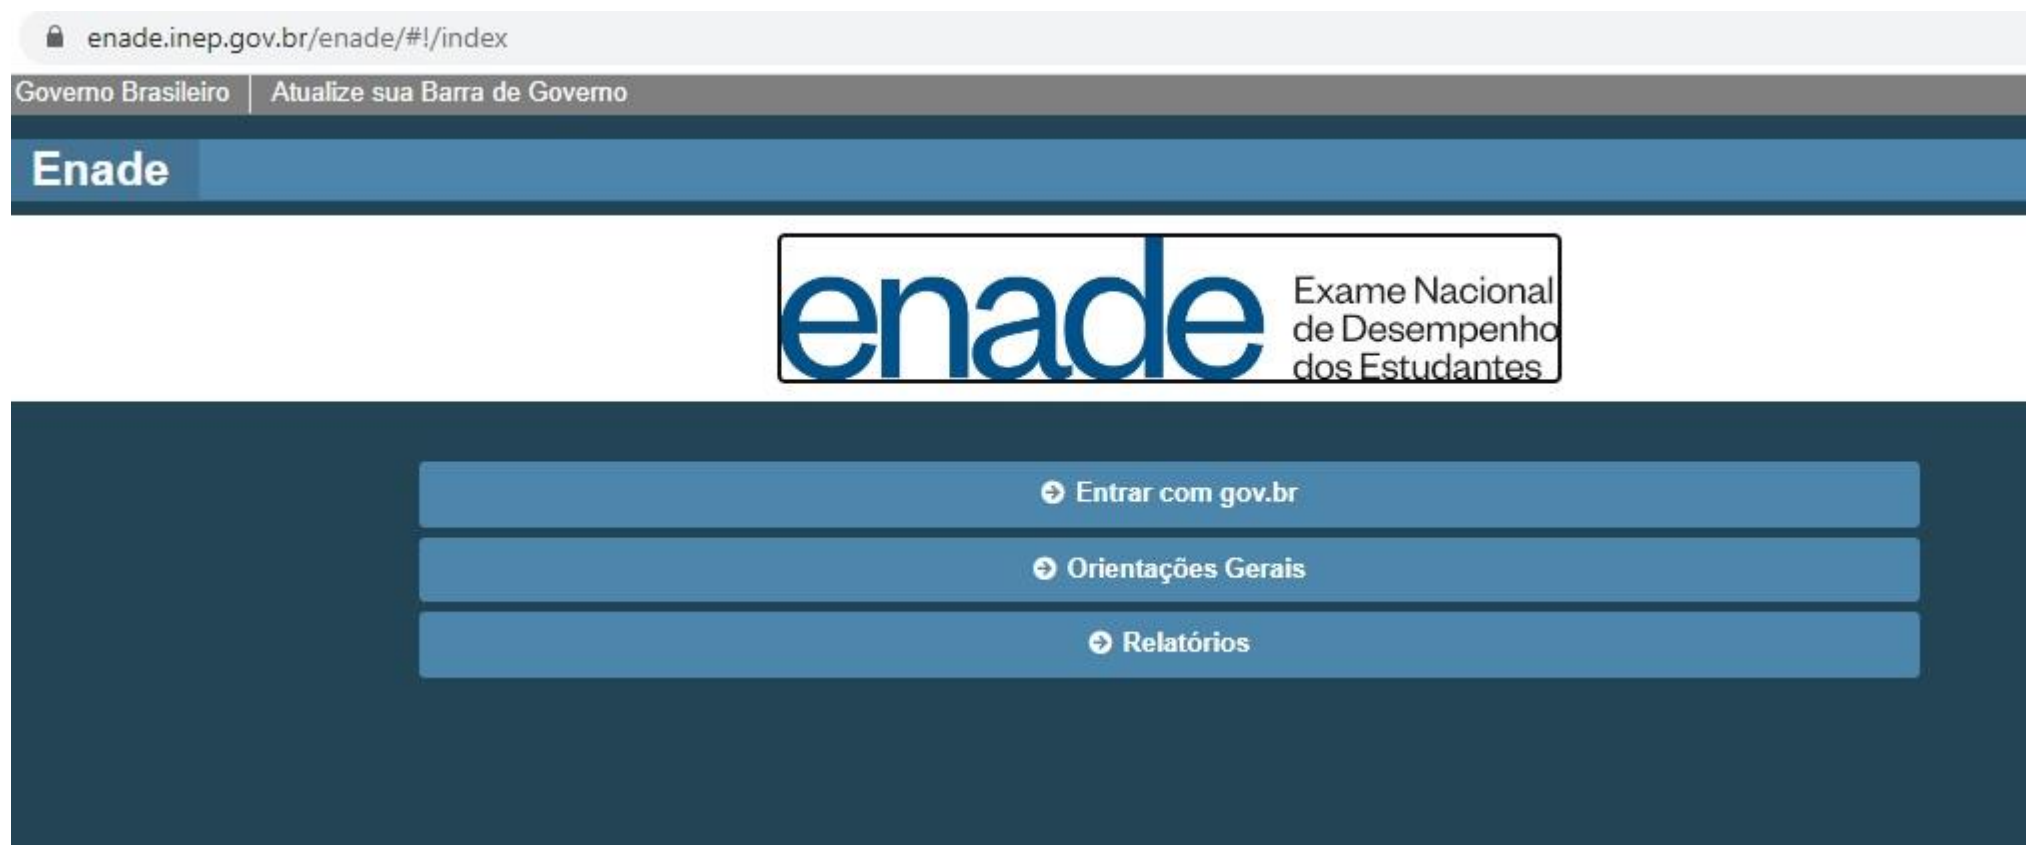 enade.inep.gov.br/enade/#!/index
Governo Brasileiro Atualize sua Barra de Governo
Enade
enade
Exame Nacional
de Desempenho
dos Estudantes
Entrar com gov.br
Orientações Gerais
Relatórios